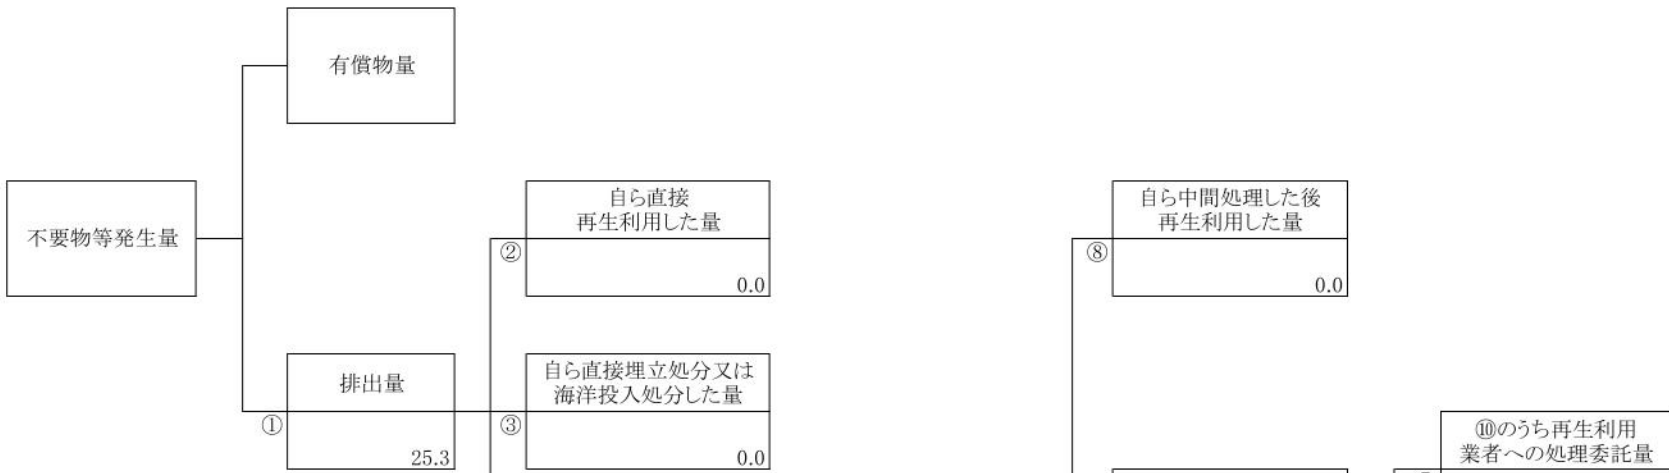 有償物量
不要物等発生量
自ら直接
再生利用した量
②
0.0
自ら中間処理した後
再生利用した量
⑧
0.0
排出量
①
25.3
自ら直接埋立処分又は
海洋投入処分した量
③
0.0
⑩のうち再生利用
業者への処理委託量